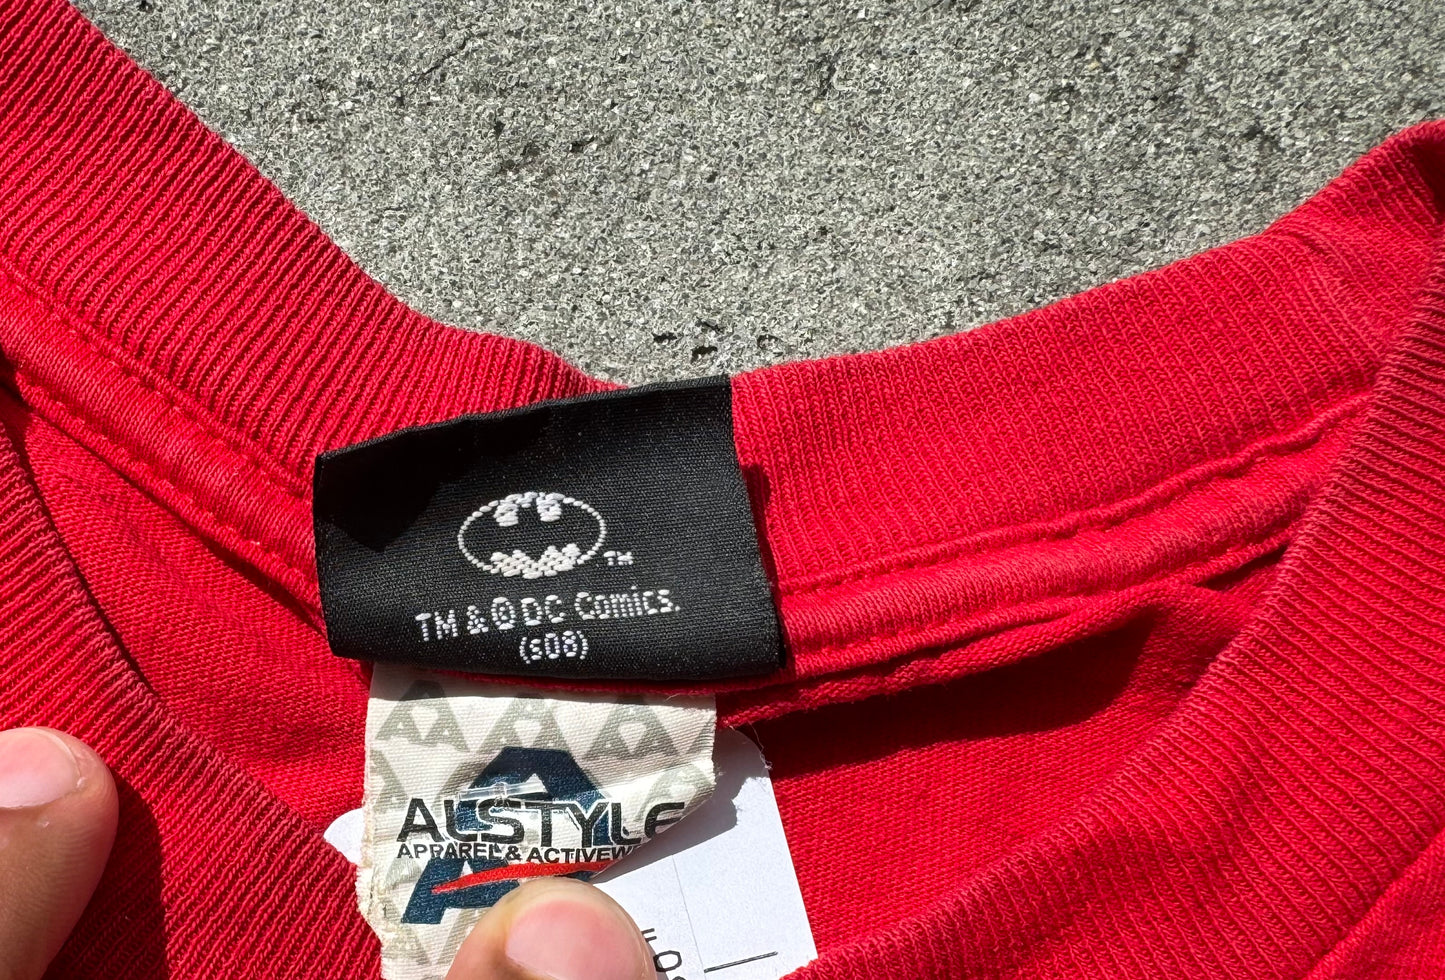 TM
TM & © DC Comics.
(s08)
ALSTYLE
APPAREL & ACTIVEW